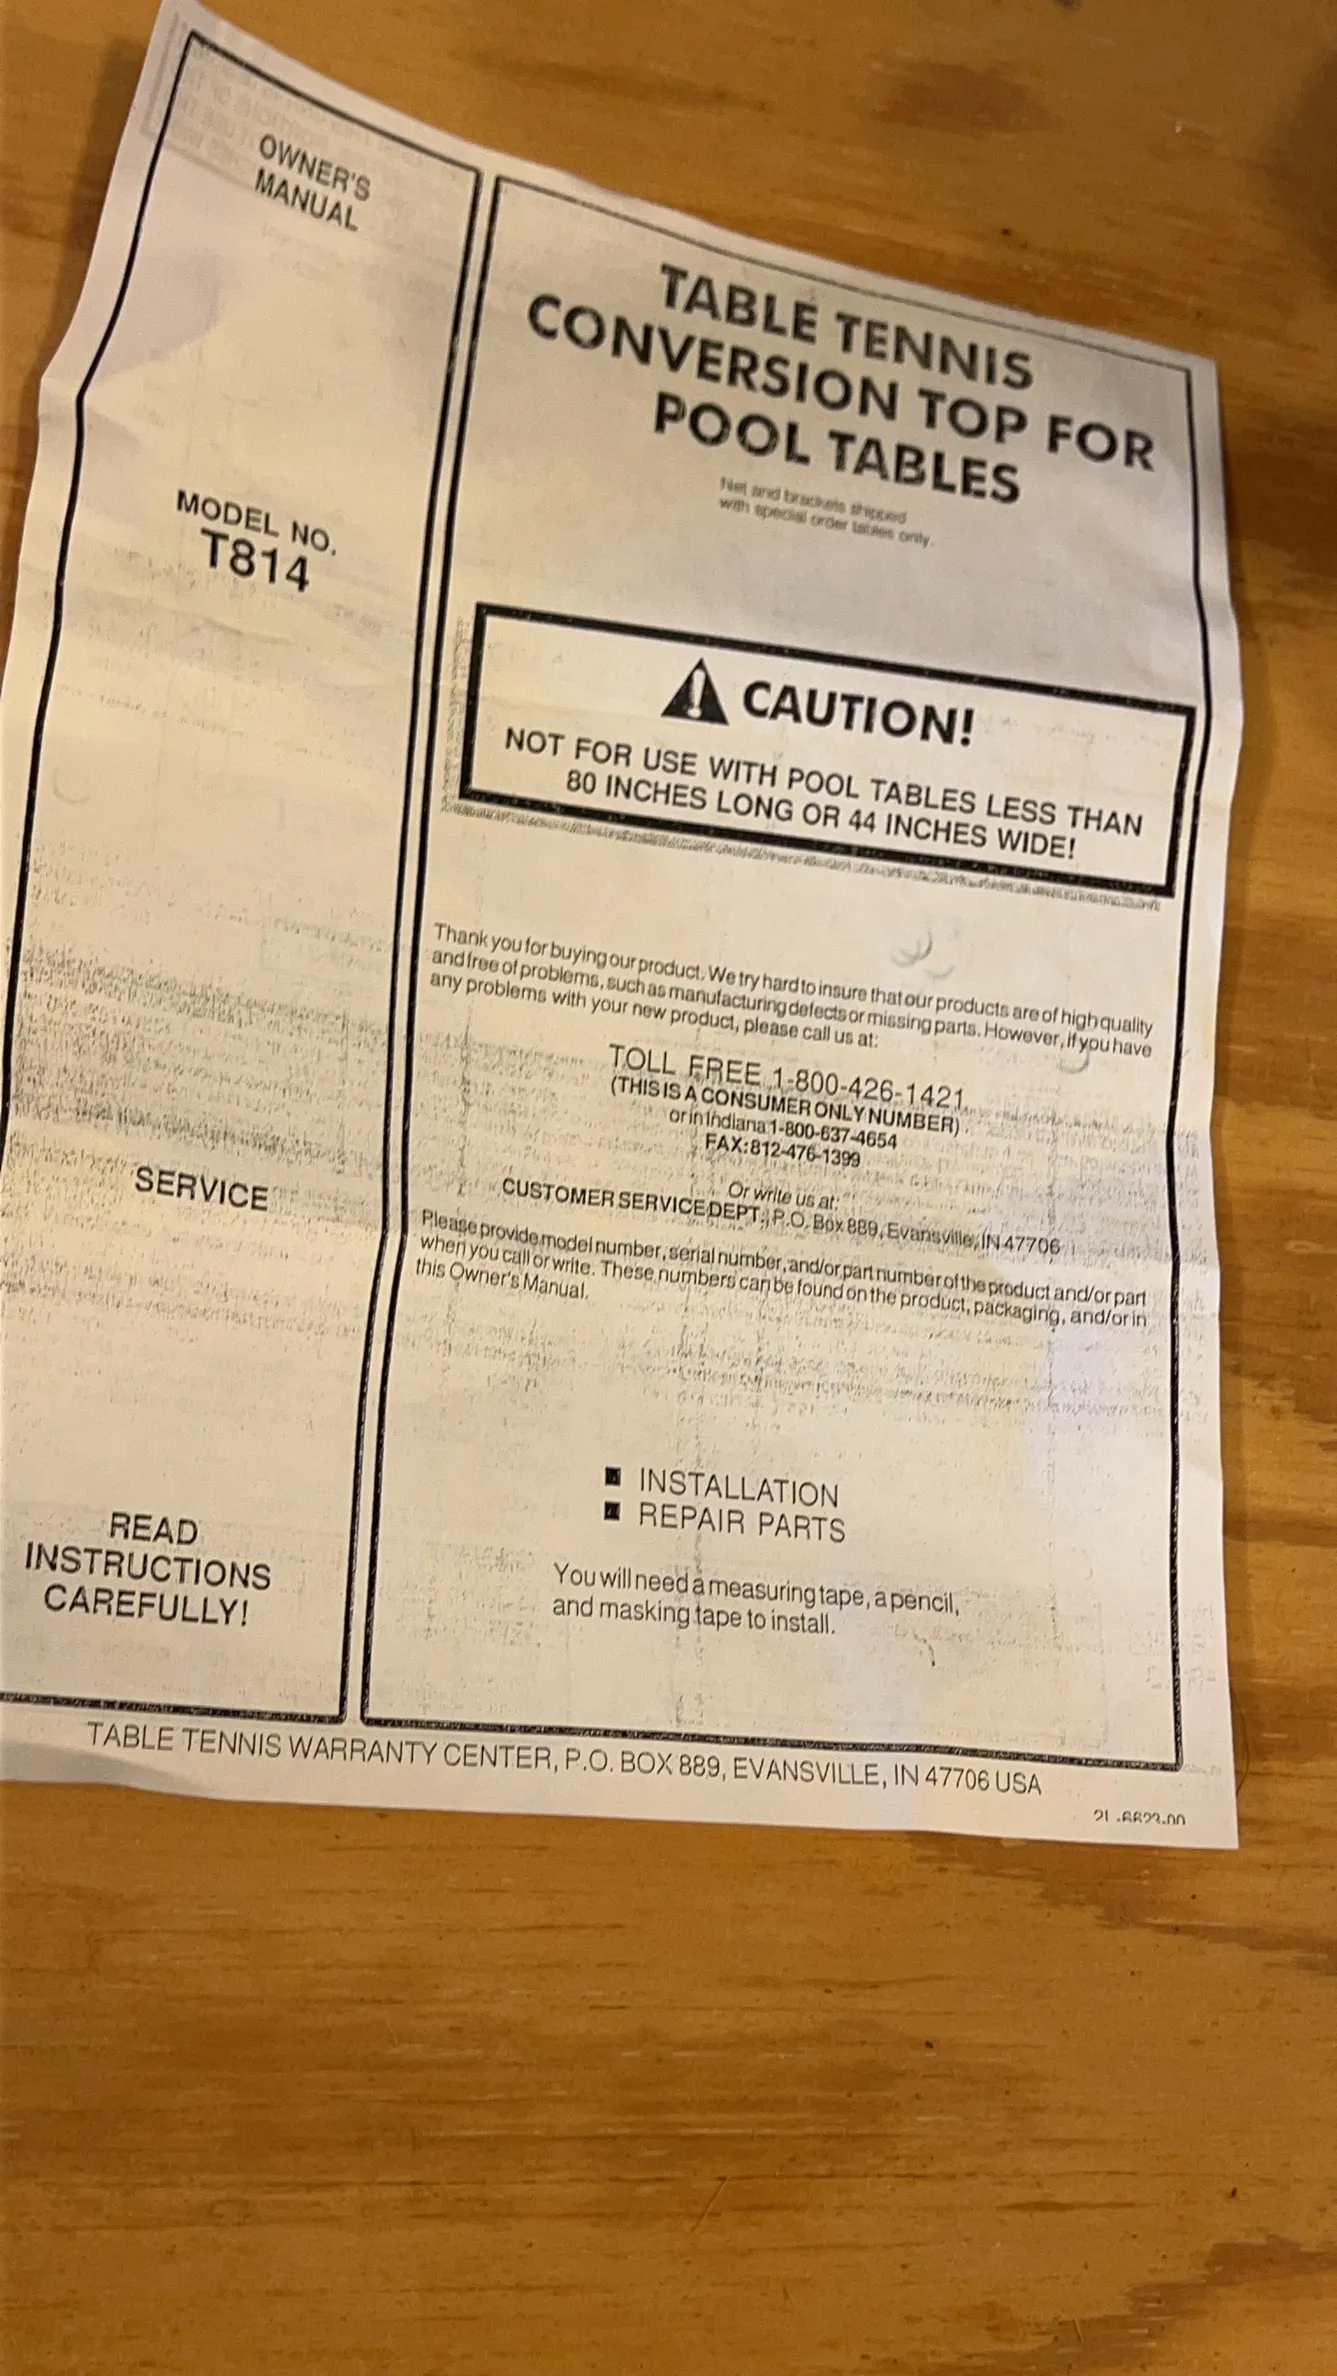 OWNER'S
MANUAL
MODEL NO.
T814
SERVICE
READ
INSTRUCTIONS
CAREFULLY!
TABLE TENNIS
CONVERSION TOP FOR
POOL TABLES
Net and brackets shipped
with special order tables only.
CAUTION!
NOT FOR USE WITH POOL TABLES LESS THAN
80 INCHES LONG OR 44 INCHES WIDE!
Thank you for buying our product. We try hard to insure that our products are of high quality
and free of problems, such as manufacturing defects or missing parts. However, if you have
any problems with your new product, please call us at:
TOLL FREE 1-800-426-1421
(THIS IS A CONSUMER ONLY NUMBER)
or in Indiana 1-800-637-4654
FAX: 812-476-1399
Or write us at:
CUSTOMER SERVICE DEPT., P.O. Box 889, Evansville, IN 47706
Please provide model number, serial number, and/or part number of the product and/or part
when you call or write. These numbers can be found on the product, packaging, and/or in
this Owner's Manual.
■ INSTALLATION
■ REPAIR PARTS
You will need a measuring tape, a pencil,
and masking tape to install.
TABLE TENNIS WARRANTY CENTER, P.O. BOX 889, EVANSVILLE, IN 47706 USA